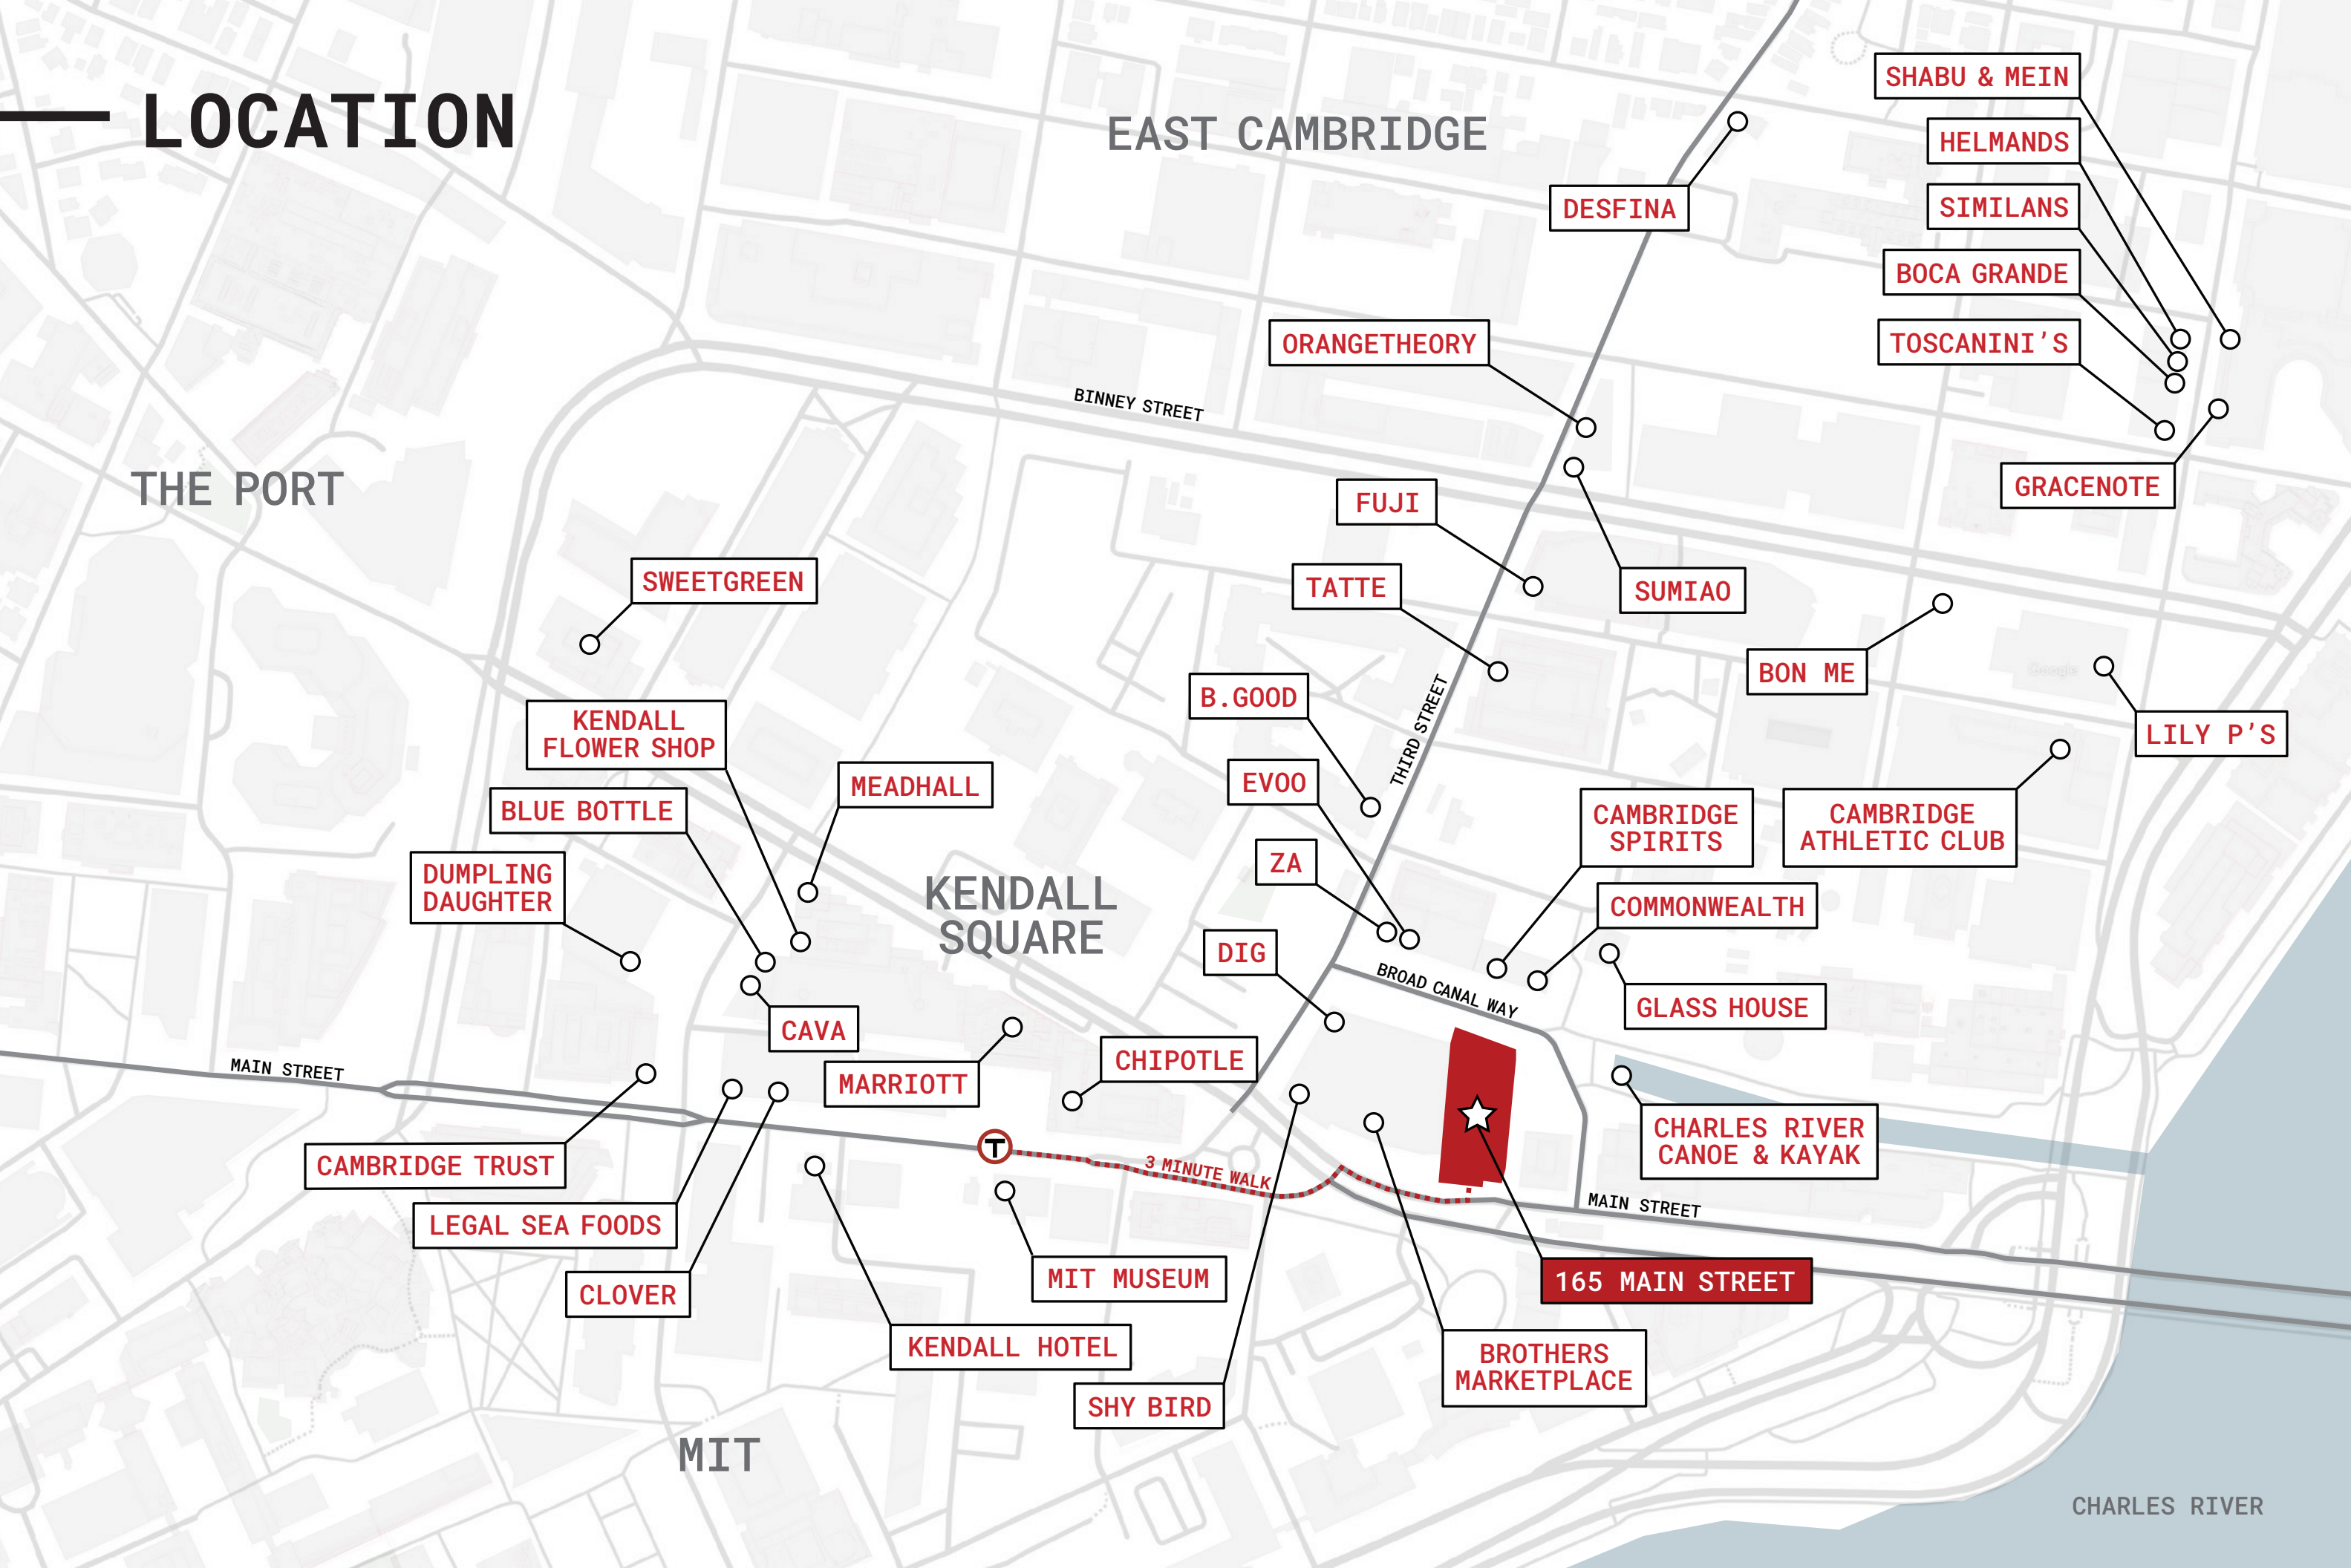 LOCATION
EAST CAMBRIDGE
SHABU & MEIN
HELMANDS
DESFINA
SIMILANS
BOCA GRANDE
ORANGETHEORY
TOSCANINI'S
BINNEY STREET
THE PORT
GRACENOTE
FUJI
SWEETGREEN
TATTE
SUMIAO
BON ME
Google
B.GOOD
THIRD STREET
LILY P'S
KENDALL
FLOWER SHOP
MEADHALL
EVOO
BLUE BOTTLE
CAMBRIDGE
SPIRITS
CAMBRIDGE
ATHLETIC CLUB
ZA
DUMPLING
DAUGHTER
KENDALL
SQUARE
COMMONWEALTH
DIG
BROAD CANAL WAY
GLASS HOUSE
CAVA
CHIPOTLE
MAIN STREET
MARRIOTT
T
CHARLES RIVER
CANOE & KAYAK
CAMBRIDGE TRUST
3 MINUTE WALK
MAIN STREET
LEGAL SEA FOODS
MIT MUSEUM
165 MAIN STREET
CLOVER
KENDALL HOTEL
BROTHERS
MARKETPLACE
SHY BIRD
MIT
CHARLES RIVER